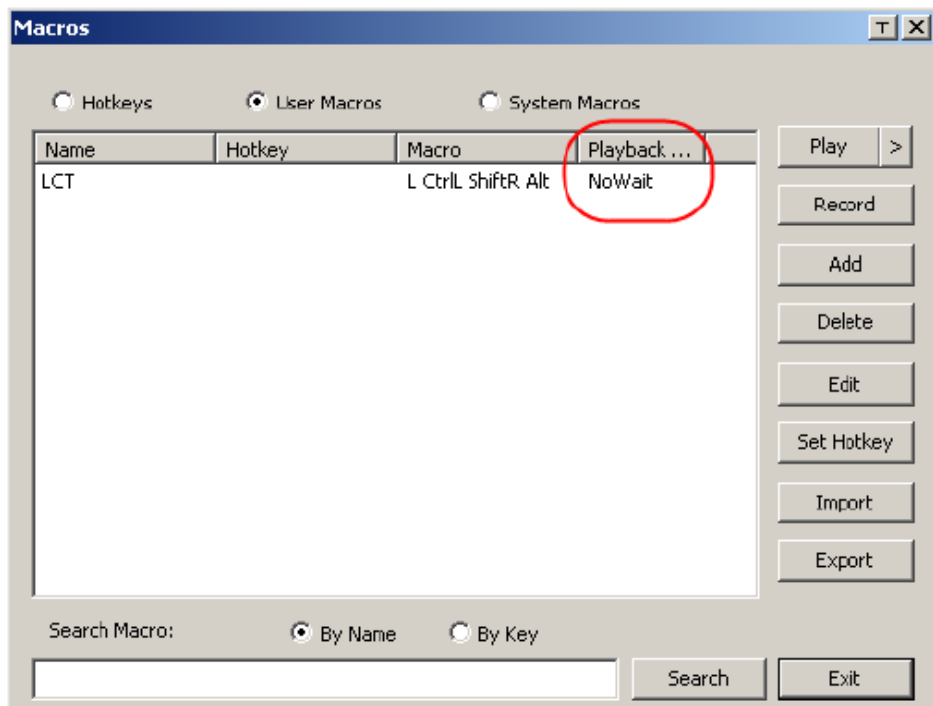 Macros
Hotkeys User Macros System Macros
Name Hotkey Macro Playback ...
LCT L CtrlL ShiftR Alt NoWait
Play >
Record
Add
Delete
Edit
Set Hotkey
Import
Export
Search Macro: By Name By Key
Search Exit